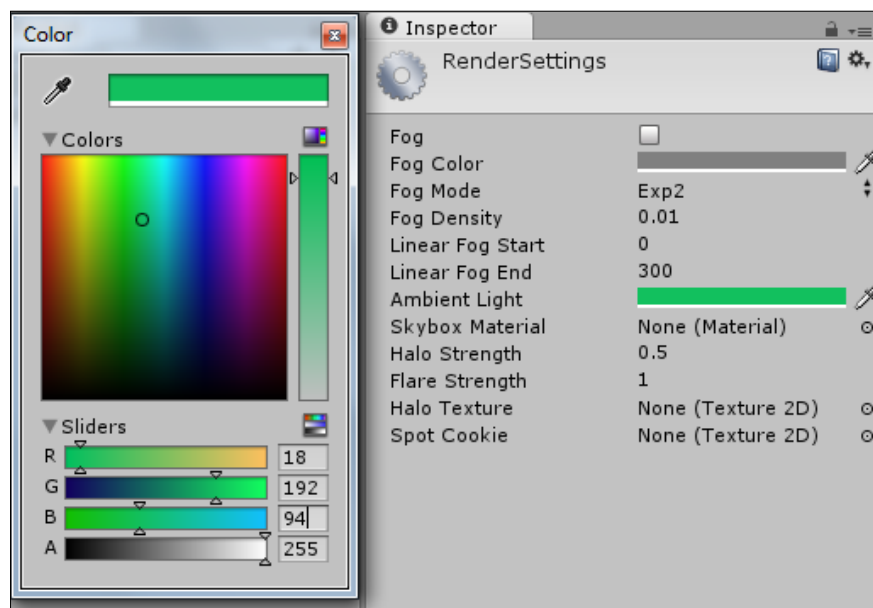 Color
Colors
Sliders
R 18
G 192
B 94
A 255
Inspector
RenderSettings
Fog
Fog Color
Fog Mode Exp2
Fog Density 0.01
Linear Fog Start 0
Linear Fog End 300
Ambient Light
Skybox Material None (Material)
Halo Strength 0.5
Flare Strength 1
Halo Texture None (Texture 2D)
Spot Cookie None (Texture 2D)